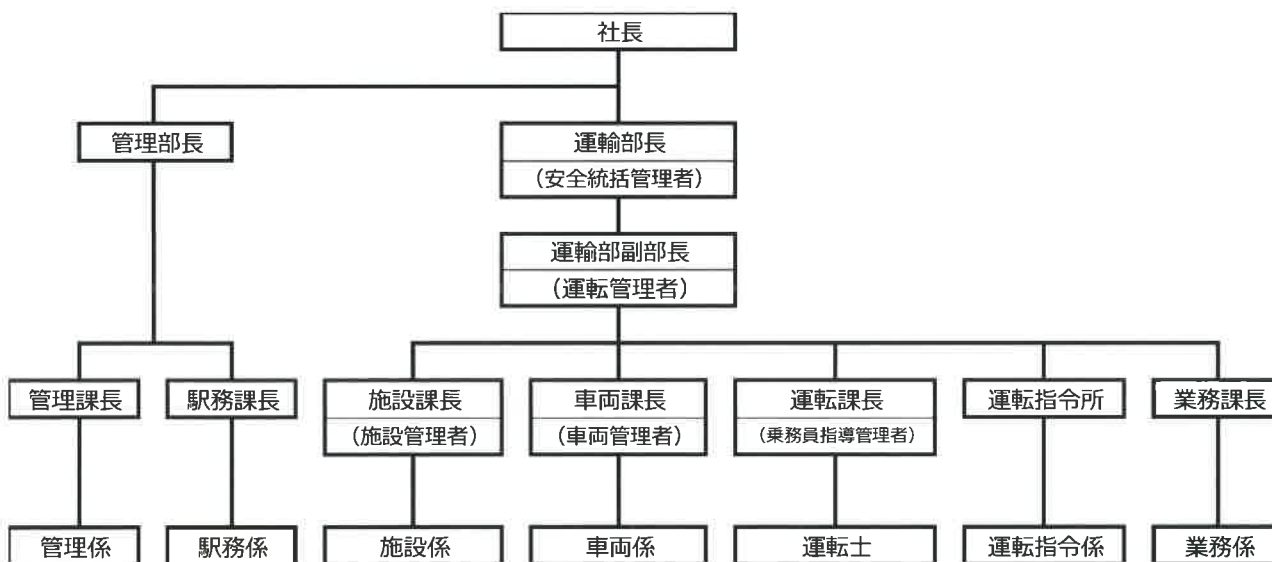 社長
管理部長
運輸部長
（安全統括管理者）
運輸部副部長
（運転管理者）
管理課長
駅務課長
施設課長
（施設管理者）
車両課長
（車両管理者）
運転課長
（乗務員指導管理者）
運転指令所
業務課長
管理係
駅務係
施設係
車両係
運転士
運転指令係
業務係